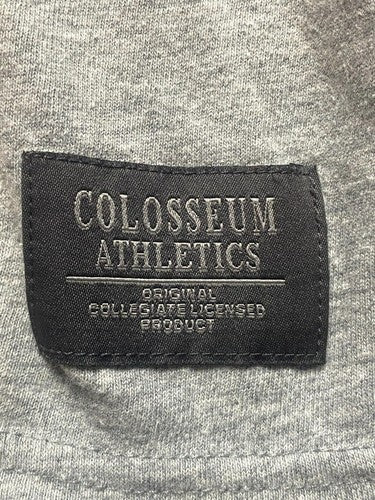 COLOSSEUM
ATHLETICS
ORIGINAL
COLLEGIATE LICENSED
PRODUCT